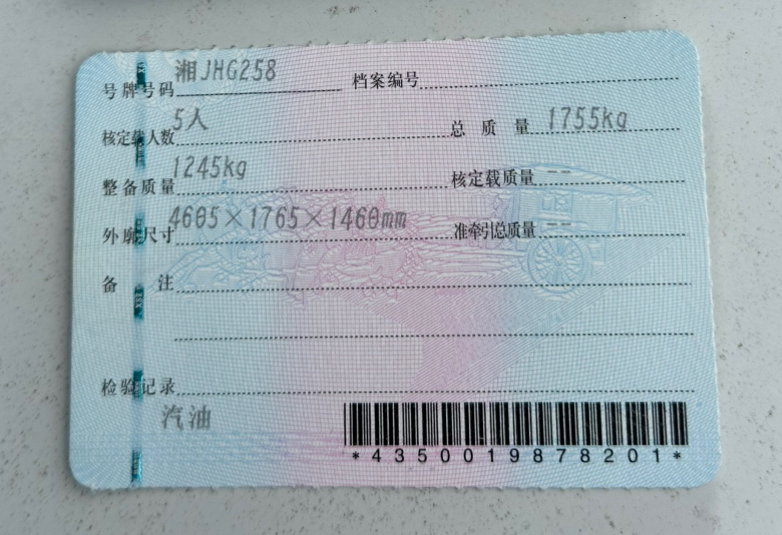 号牌号码 湘JHG258 档案编号
核定载人数 5人 总质量 1755kg
整备质量 1245kg 核定载质量 --
外廓尺寸 4605×1765×1460mm 准牵引总质量 --
备注
检验记录
汽油
*4350019878201*